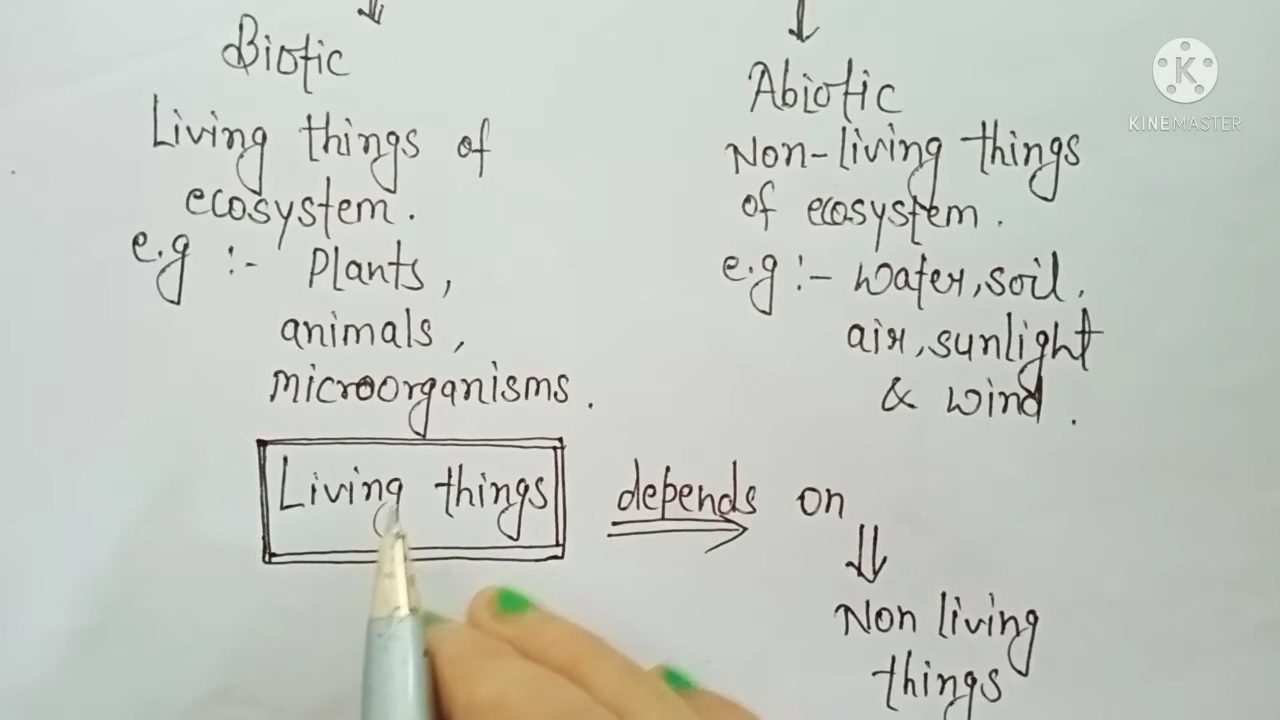 Biotic
Living things of
ecosystem.
e.g :- Plants,
animals,
microorganisms.
Abiotic
Non-living things
of ecosystem.
e.g :- Water, soil,
air, sunlight
& wind.
Living things depends on
Non living
things
KINEMASTER